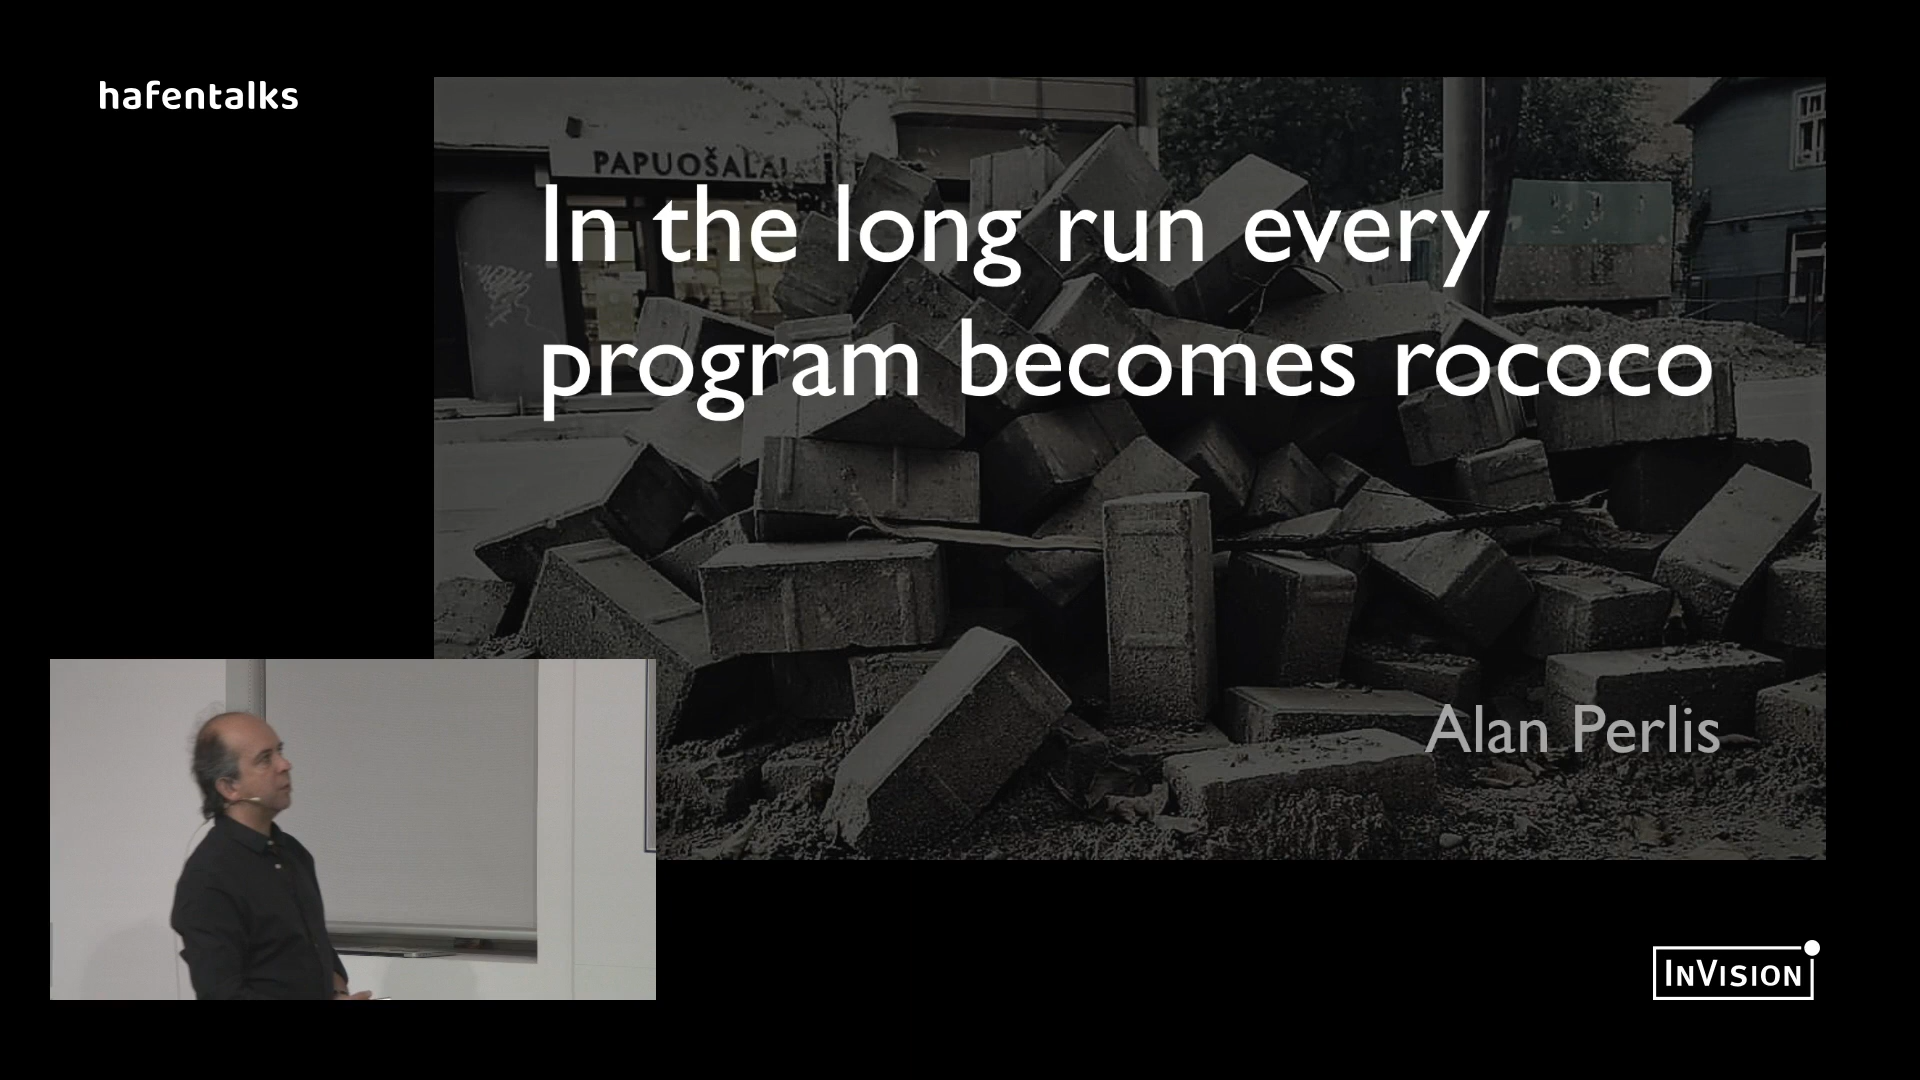 hafentalks
PAPUOŠALAI
In the long run every
program becomes rococo
Alan Perlis
INVISION